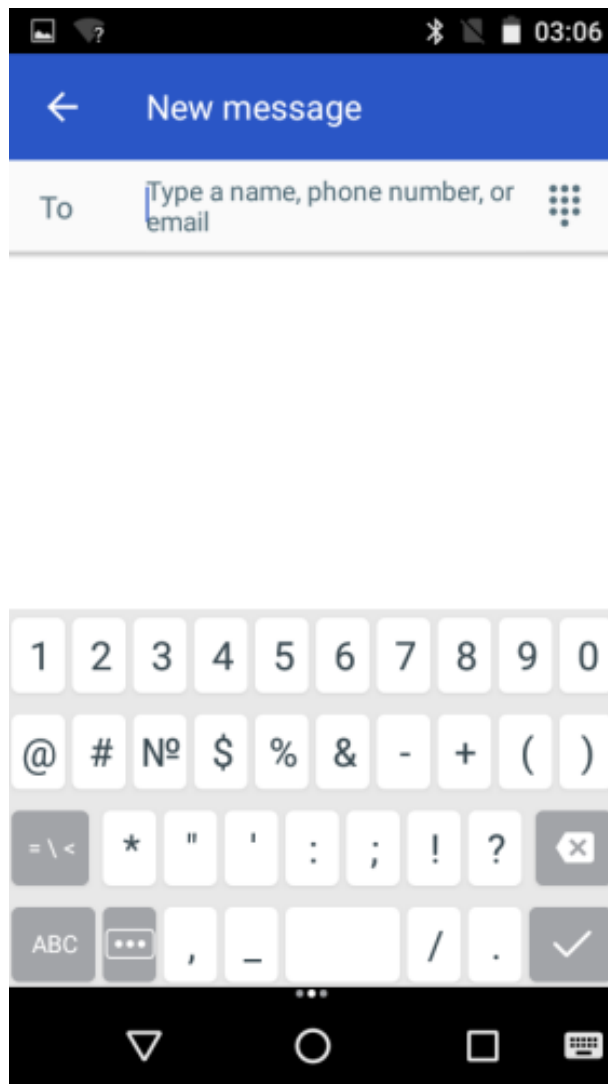 ?
03:06
New message
To
Type a name, phone number, or
email
1 2 3 4 5 6 7 8 9 0
@ # № $ % & - + ( )
= \ < * " ' : ; ! ?
ABC , _ / .